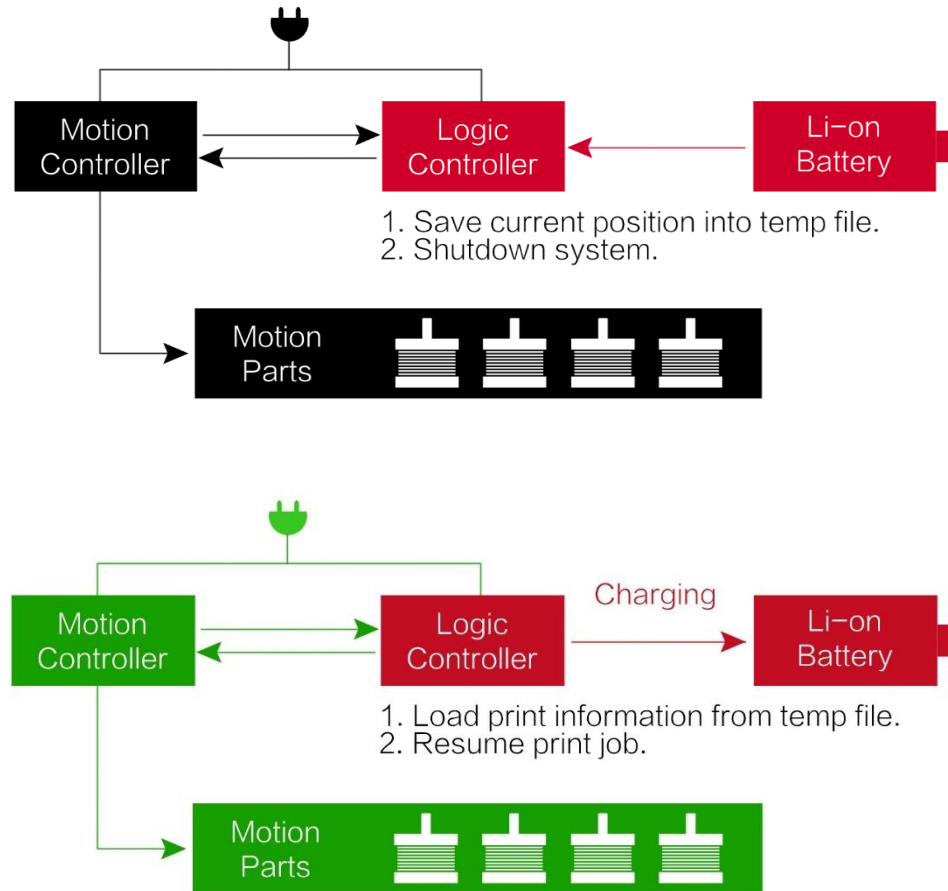 Motion
Controller
Logic
Controller
Li-on
Battery
1. Save current position into temp file.
2. Shutdown system.
Motion
Parts
Motion
Controller
Logic
Controller
Charging
Li-on
Battery
1. Load print information from temp file.
2. Resume print job.
Motion
Parts